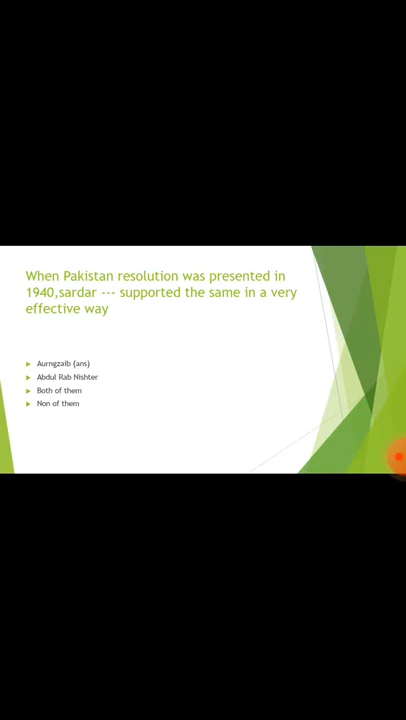 When Pakistan resolution was presented in
1940,sardar --- supported the same in a very
effective way
Aurngzaib (ans)
Abdul Rab Nishter
Both of them
Non of them